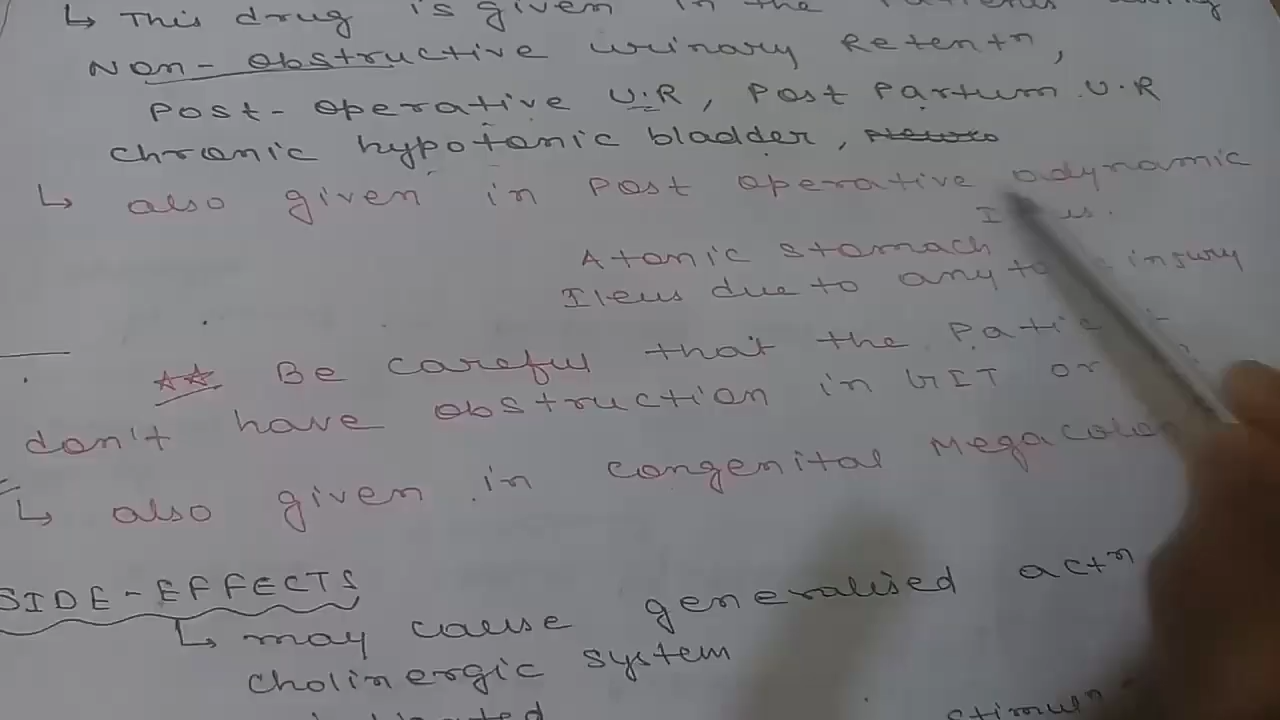 ↳ This drug is given in the
Non-obstructive urinary Retentⁿ,
Post-operative U.R, Post Partum U.R
chronic hypotonic bladder,
↳ also given in Post operative adynamic
Atonic stomach
Ileus due to any
★★ Be careful that the
don't have obstruction in GIT or
↳ also given in congenital Megacolon
SIDE-EFFECTS
↳ may cause generalised actⁿ
cholinergic system